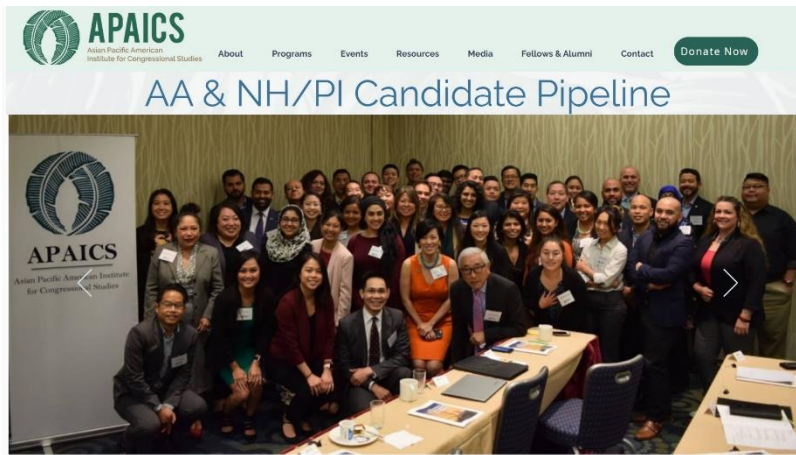 APAICS
Asian Pacific American
Institute for Congressional Studies
About Programs Events Resources Media Fellows & Alumni Contact Donate Now
AA & NH/PI Candidate Pipeline
APAICS
Asian Pacific American Institute
for Congressional Studies